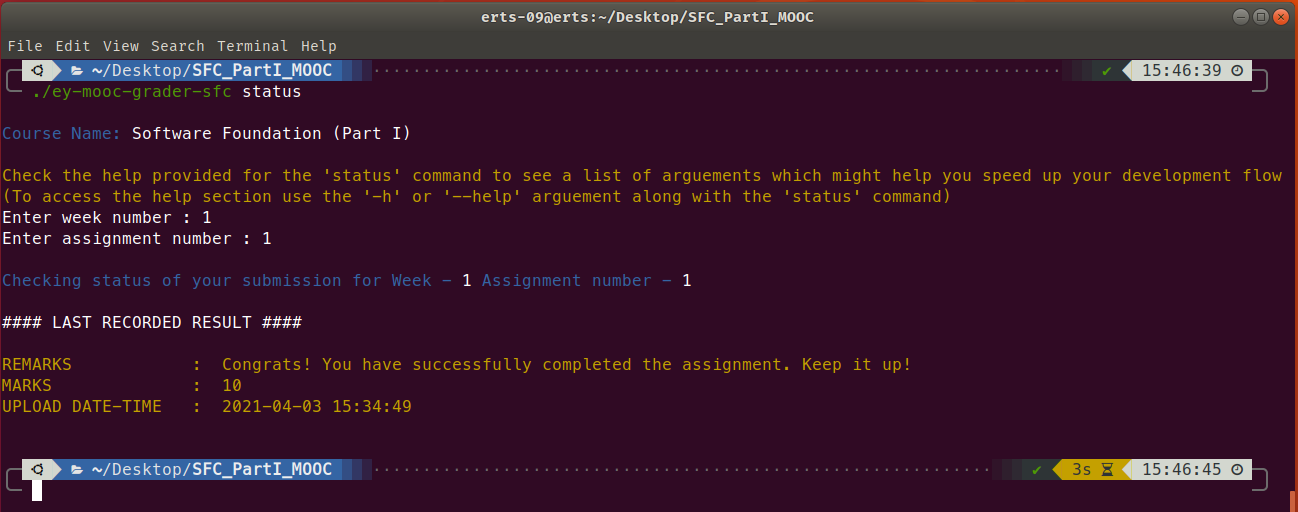 erts-09@erts:~/Desktop/SFC_PartI_MOOC
File Edit View Search Terminal Help
~/Desktop/SFC_PartI_MOOC ✔ 15:46:39
./ey-mooc-grader-sfc status
Course Name: Software Foundation (Part I)
Check the help provided for the 'status' command to see a list of arguements which might help you speed up your development flow
(To access the help section use the '-h' or '--help' arguement along with the 'status' command)
Enter week number : 1
Enter assignment number : 1
Checking status of your submission for Week - 1 Assignment number - 1
#### LAST RECORDED RESULT ####
REMARKS : Congrats! You have successfully completed the assignment. Keep it up!
MARKS : 10
UPLOAD DATE-TIME : 2021-04-03 15:34:49
~/Desktop/SFC_PartI_MOOC ✔ 3s 15:46:45